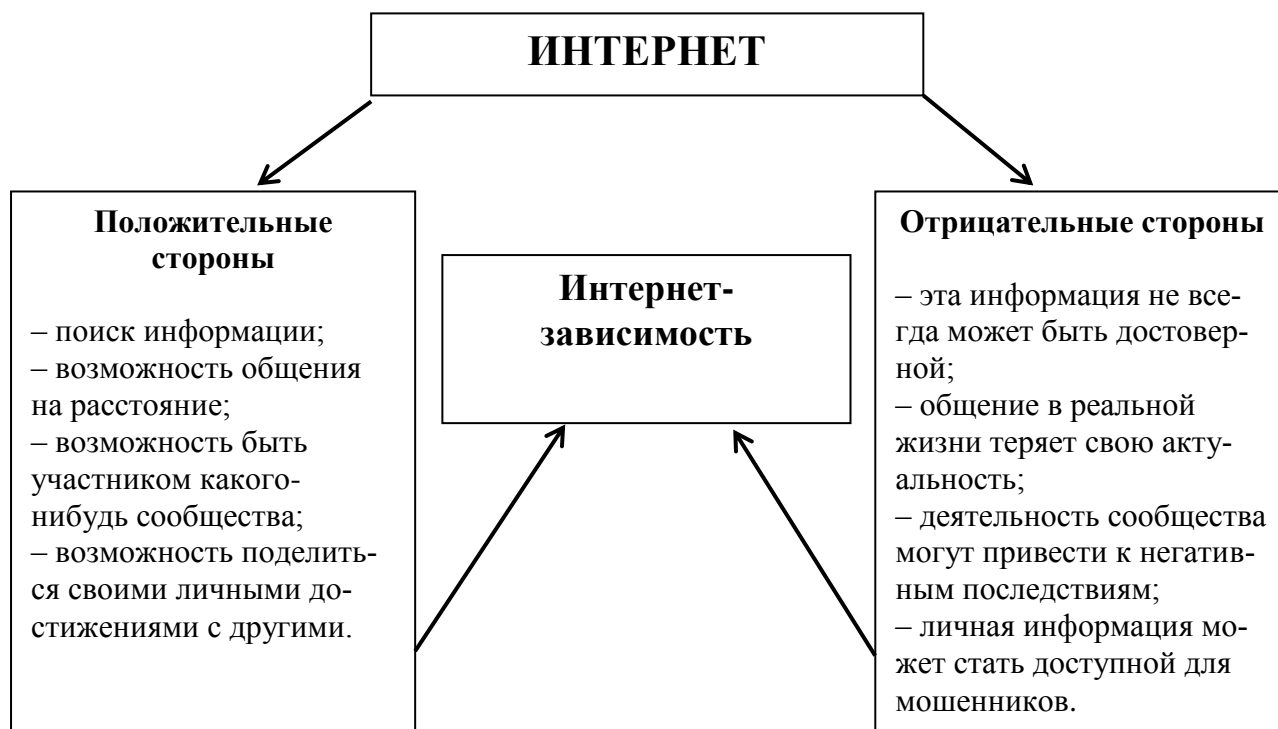 ИНТЕРНЕТ
Положительные
стороны
– поиск информации;
– возможность общения
на расстояние;
– возможность быть
участником какого-
нибудь сообщества;
– возможность поделить-
ся своими личными до-
стижениями с другими.
Интернет-
зависимость
Отрицательные стороны
– эта информация не все-
гда может быть достовер-
ной;
– общение в реальной
жизни теряет свою акту-
альность;
– деятельность сообщества
могут привести к негатив-
ным последствиям;
– личная информация мо-
жет стать доступной для
мошенников.